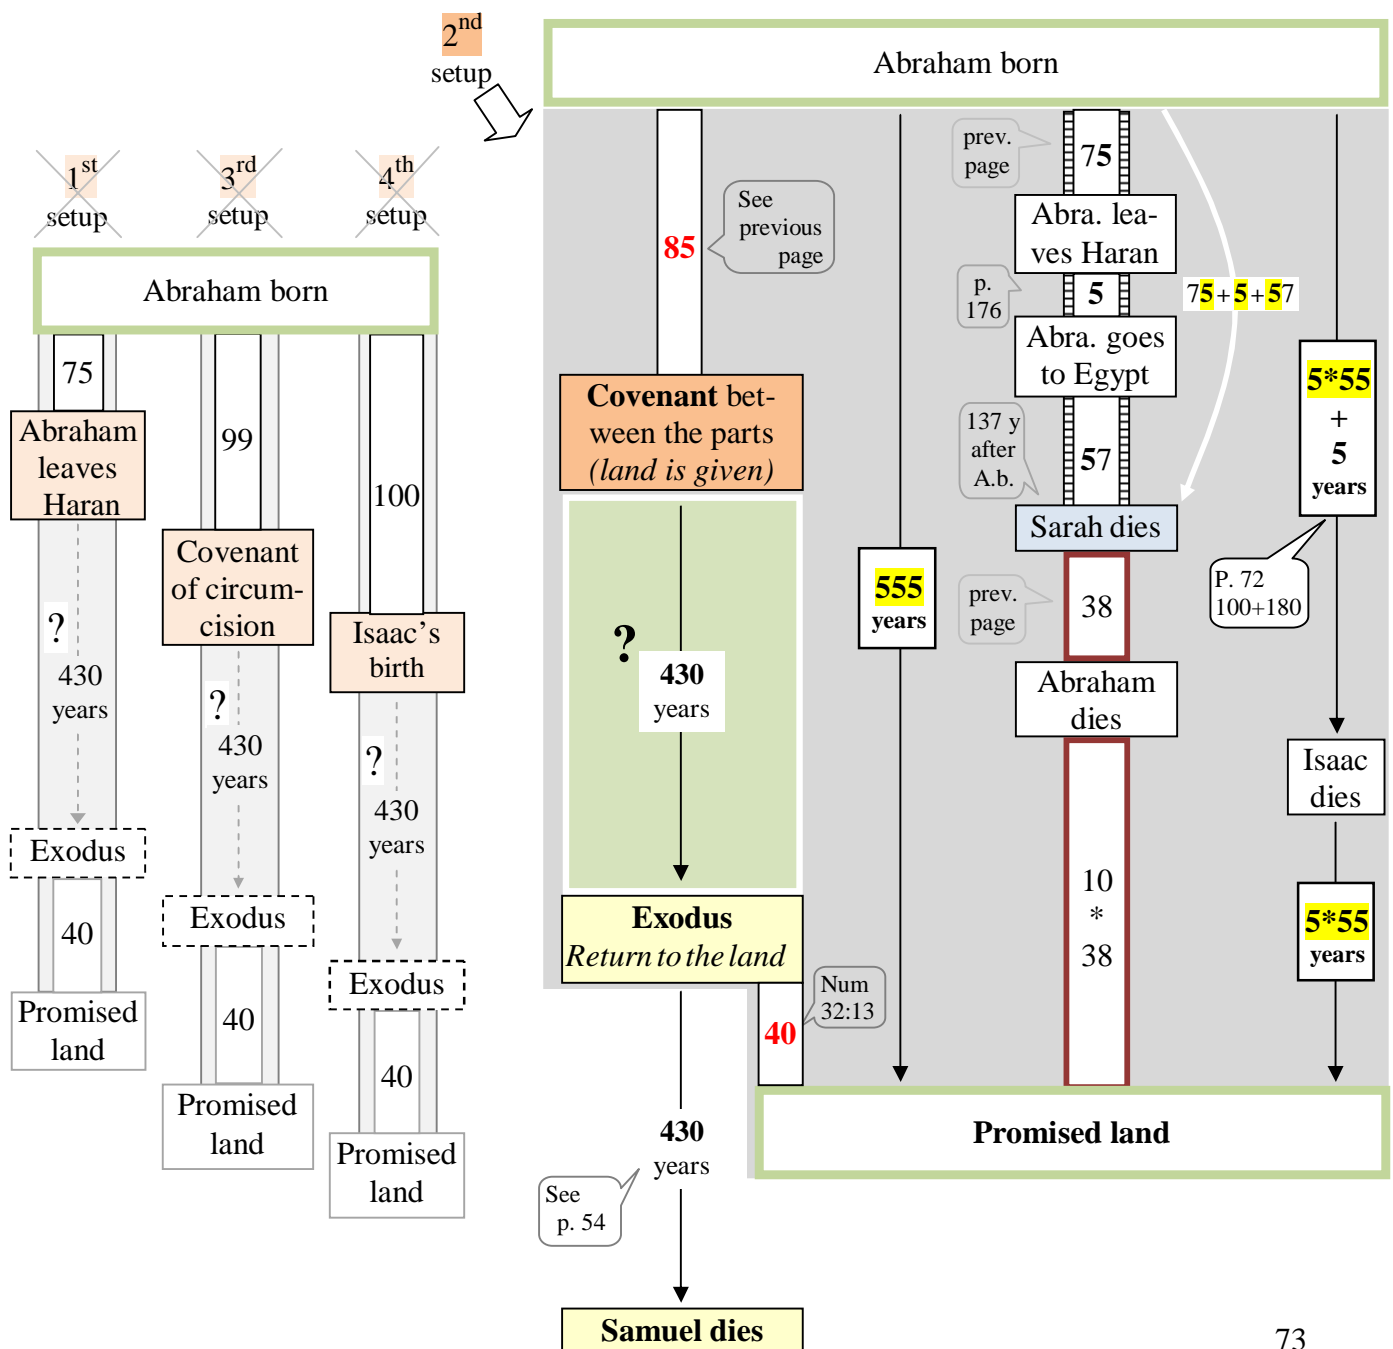 2nd
setup
Abraham born
1st
setup
3rd
setup
4th
setup
Abraham born
75
Abraham
leaves
Haran
?
430
years
Exodus
40
Promised
land
99
Covenant
of circum-
cision
?
430
years
Exodus
40
Promised
land
100
Isaac's
birth
?
430
years
Exodus
40
Promised
land
85
See
previous
page
Covenant bet-
ween the parts
(land is given)
?
430
years
Exodus
Return to the land
Num
32:13
40
430
years
See
p. 54
Samuel dies
555
years
prev.
page
75
Abra. lea-
ves Haran
p.
176
5
Abra. goes
to Egypt
137 y
after
A.b.
57
75+5+57
Sarah dies
prev.
page
38
Abraham
dies
10
*
38
5*55
+
5
years
P. 72
100+180
Isaac
dies
5*55
years
Promised land
73